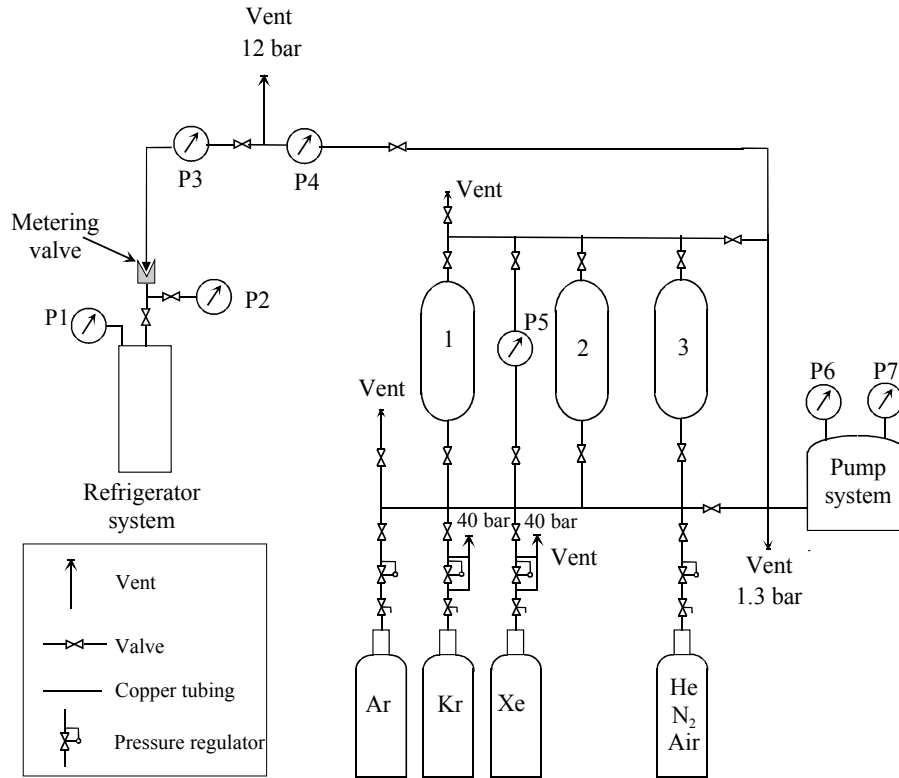 Vent
12 bar
P3
P4
Vent
Metering
valve
P2
P1
1
P5
2
3
P6
P7
Vent
Pump
system
Refrigerator
system
40 bar
40 bar
Vent
Vent
1.3 bar
Vent
Valve
Copper tubing
Pressure regulator
Ar
Kr
Xe
He
N₂
Air